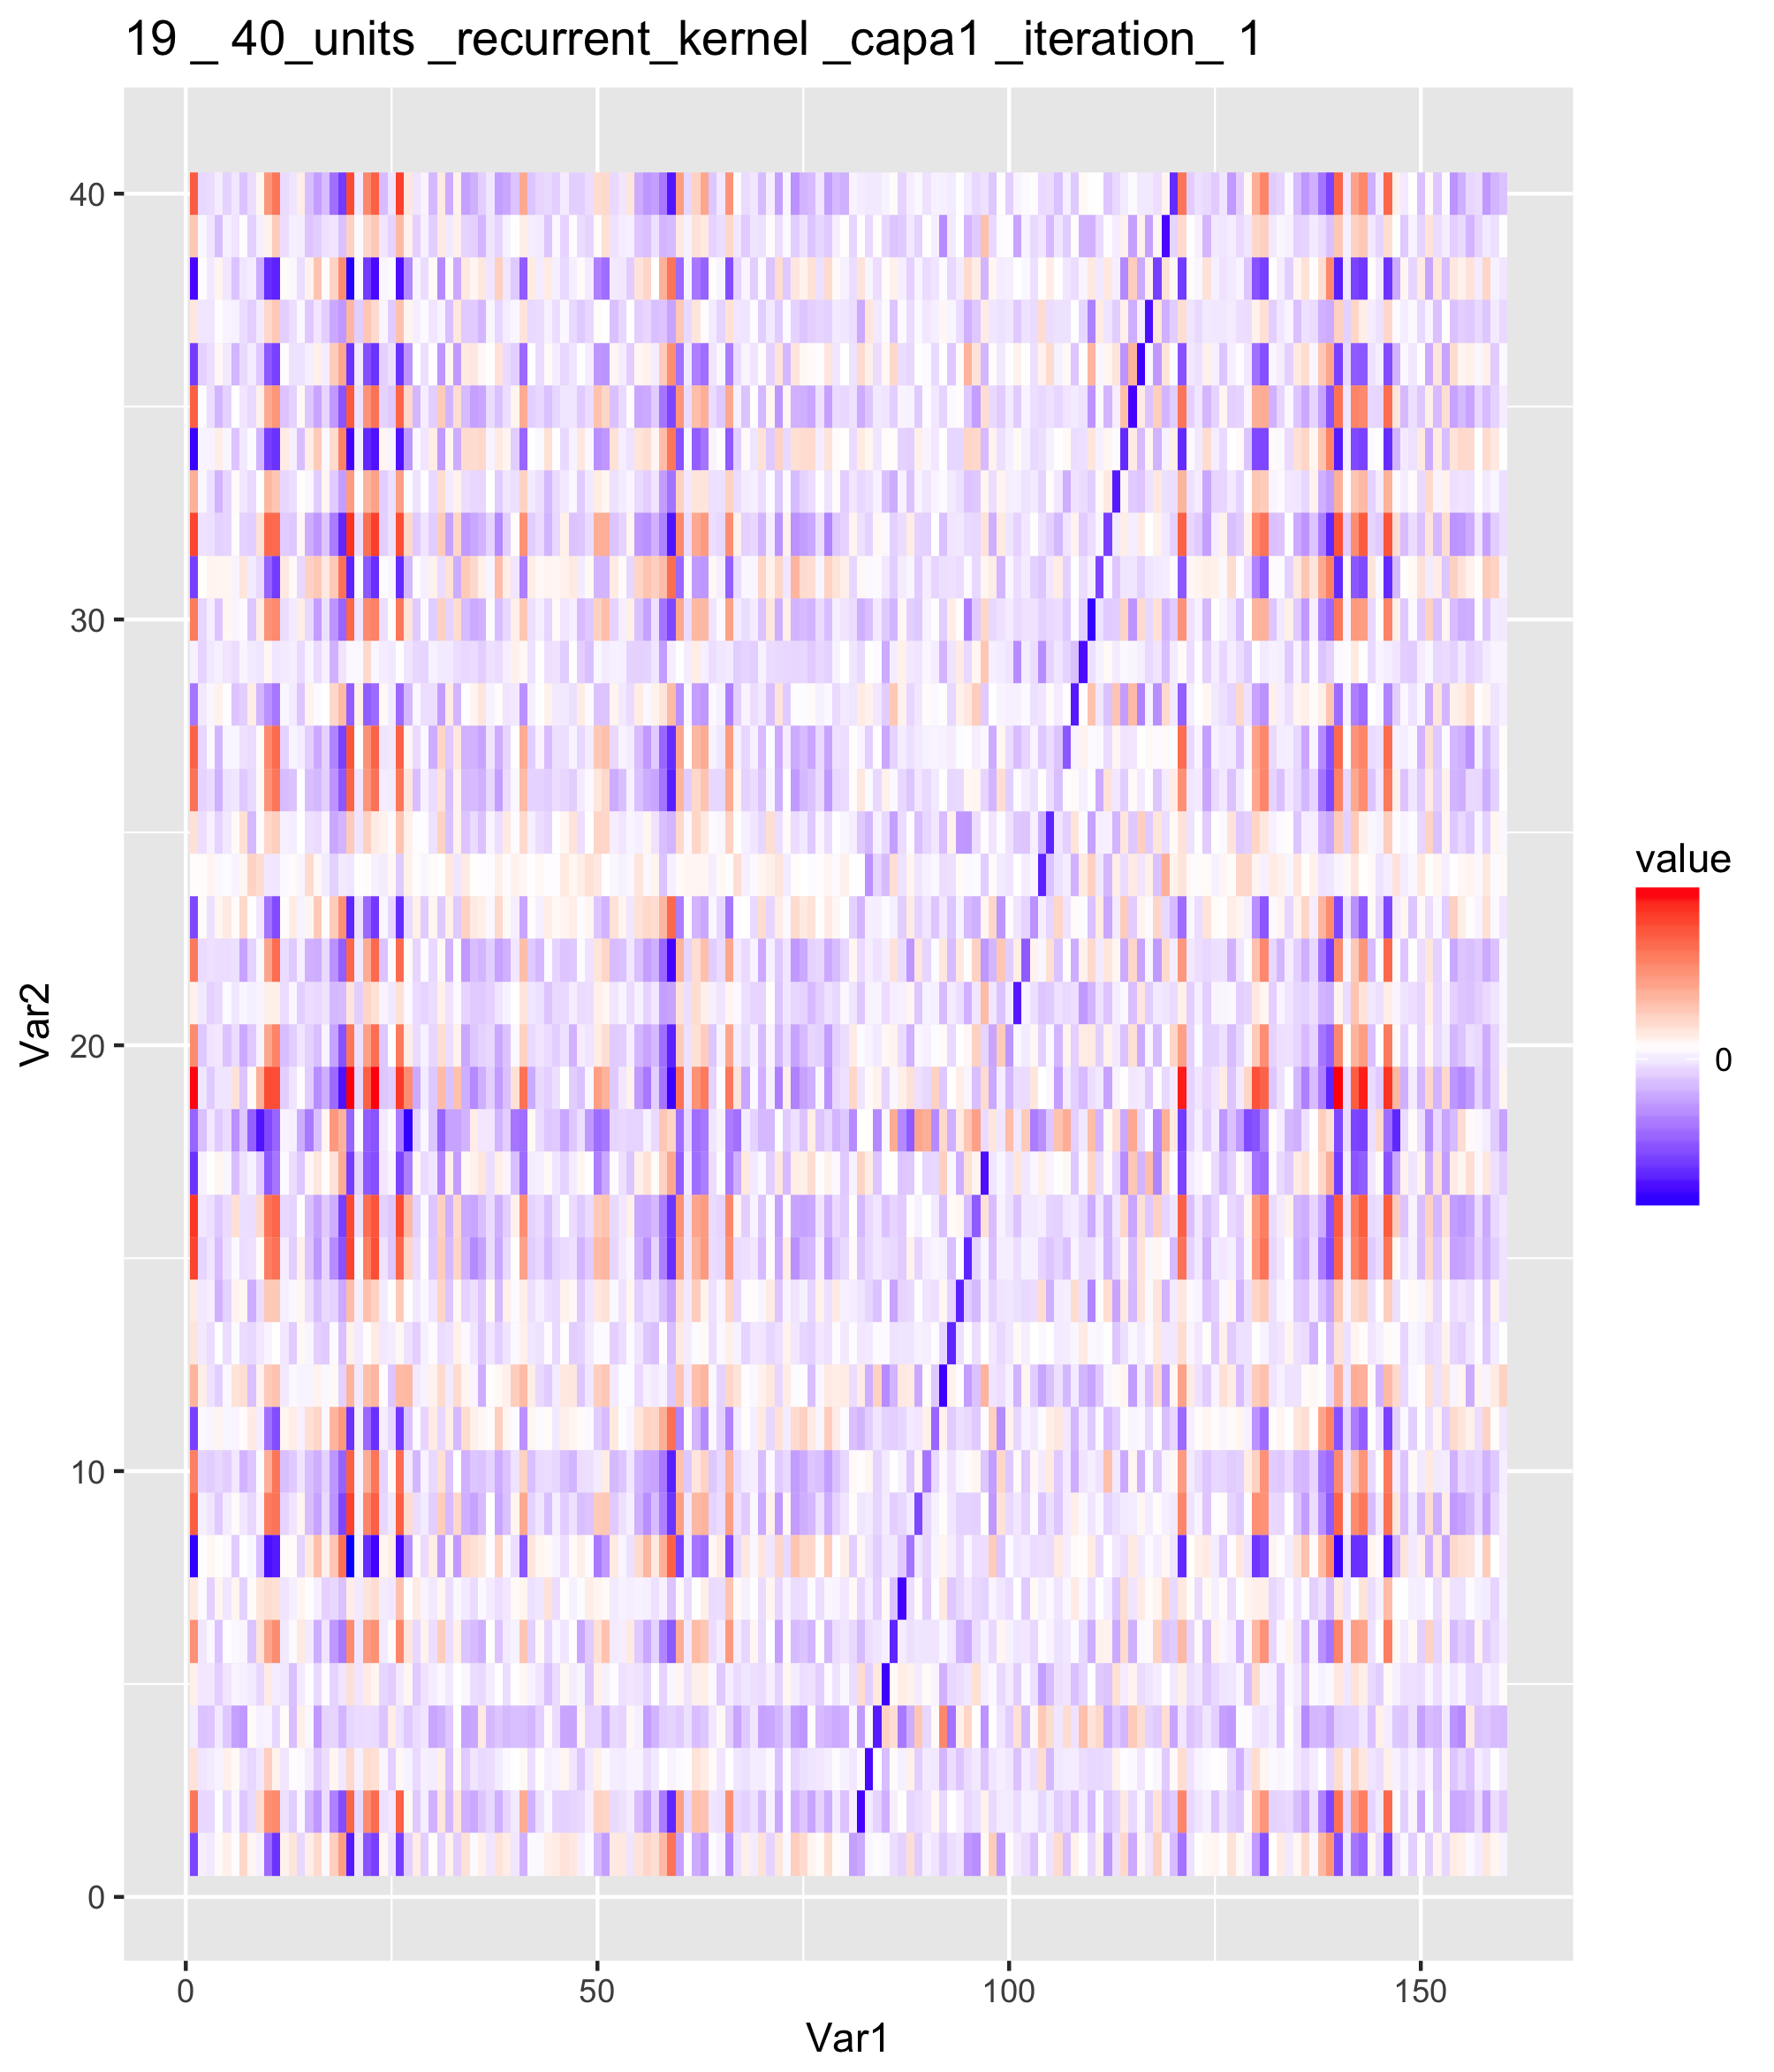 19 _ 40_units _recurrent_kernel _capa1 _iteration_ 1
40
30
20
10
0
Var2
0 50 100 150
Var1
value
0